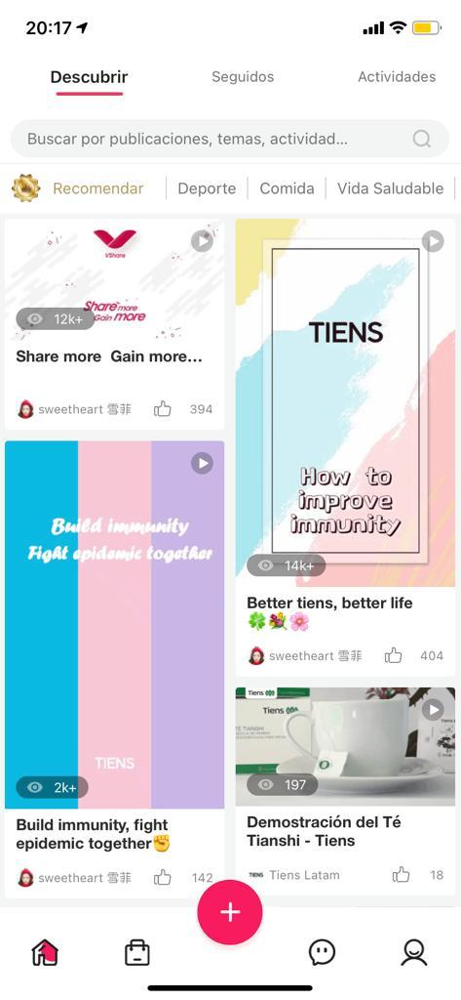 20:17
Descubrir
Seguidos
Actividades
Buscar por publicaciones, temas, actividad...
Recomendar
Deporte
Comida
Vida Saludable
VShare
Share more
Gain more
12k+
Share more Gain more...
sweetheart 雪菲
394
TIENS
How to
improve
immunity
14k+
Better tiens, better life
🍀💐🌸
sweetheart 雪菲
404
Build immunity
Fight epidemic together
TIENS
2k+
Build immunity, fight
epidemic together✊
sweetheart 雪菲
142
Tiens
Tiens
TÉ TIANSHI
197
Demostración del Té
Tianshi - Tiens
TIENS
Tiens Latam
18